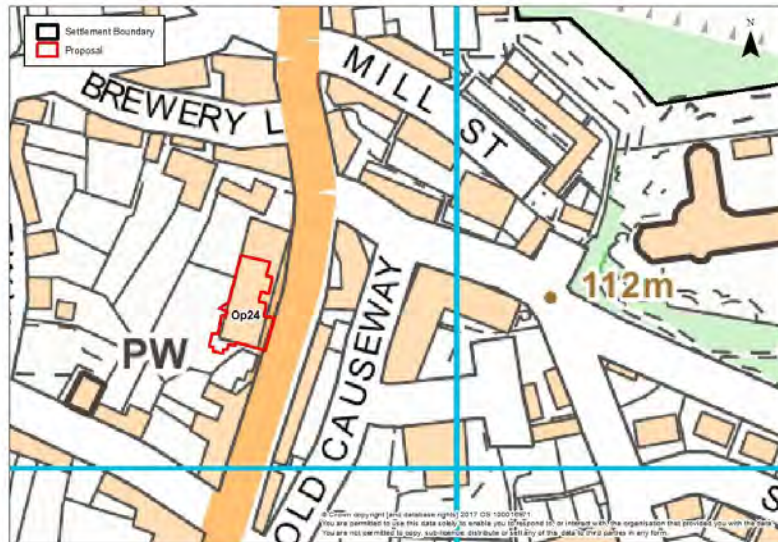 Settlement Boundary
Proposal
N
BREWERY L
MILL ST
112m
Op24
PW
OLD CAUSEWAY
© Crown copyright [and database rights] 2017 OS 100018971
You are permitted to use this data solely to enable you to respond to, or interact with, the organisation that provided you with the data
You are not permitted to copy, sub-license, distribute or sell any of this data to third parties in any form.